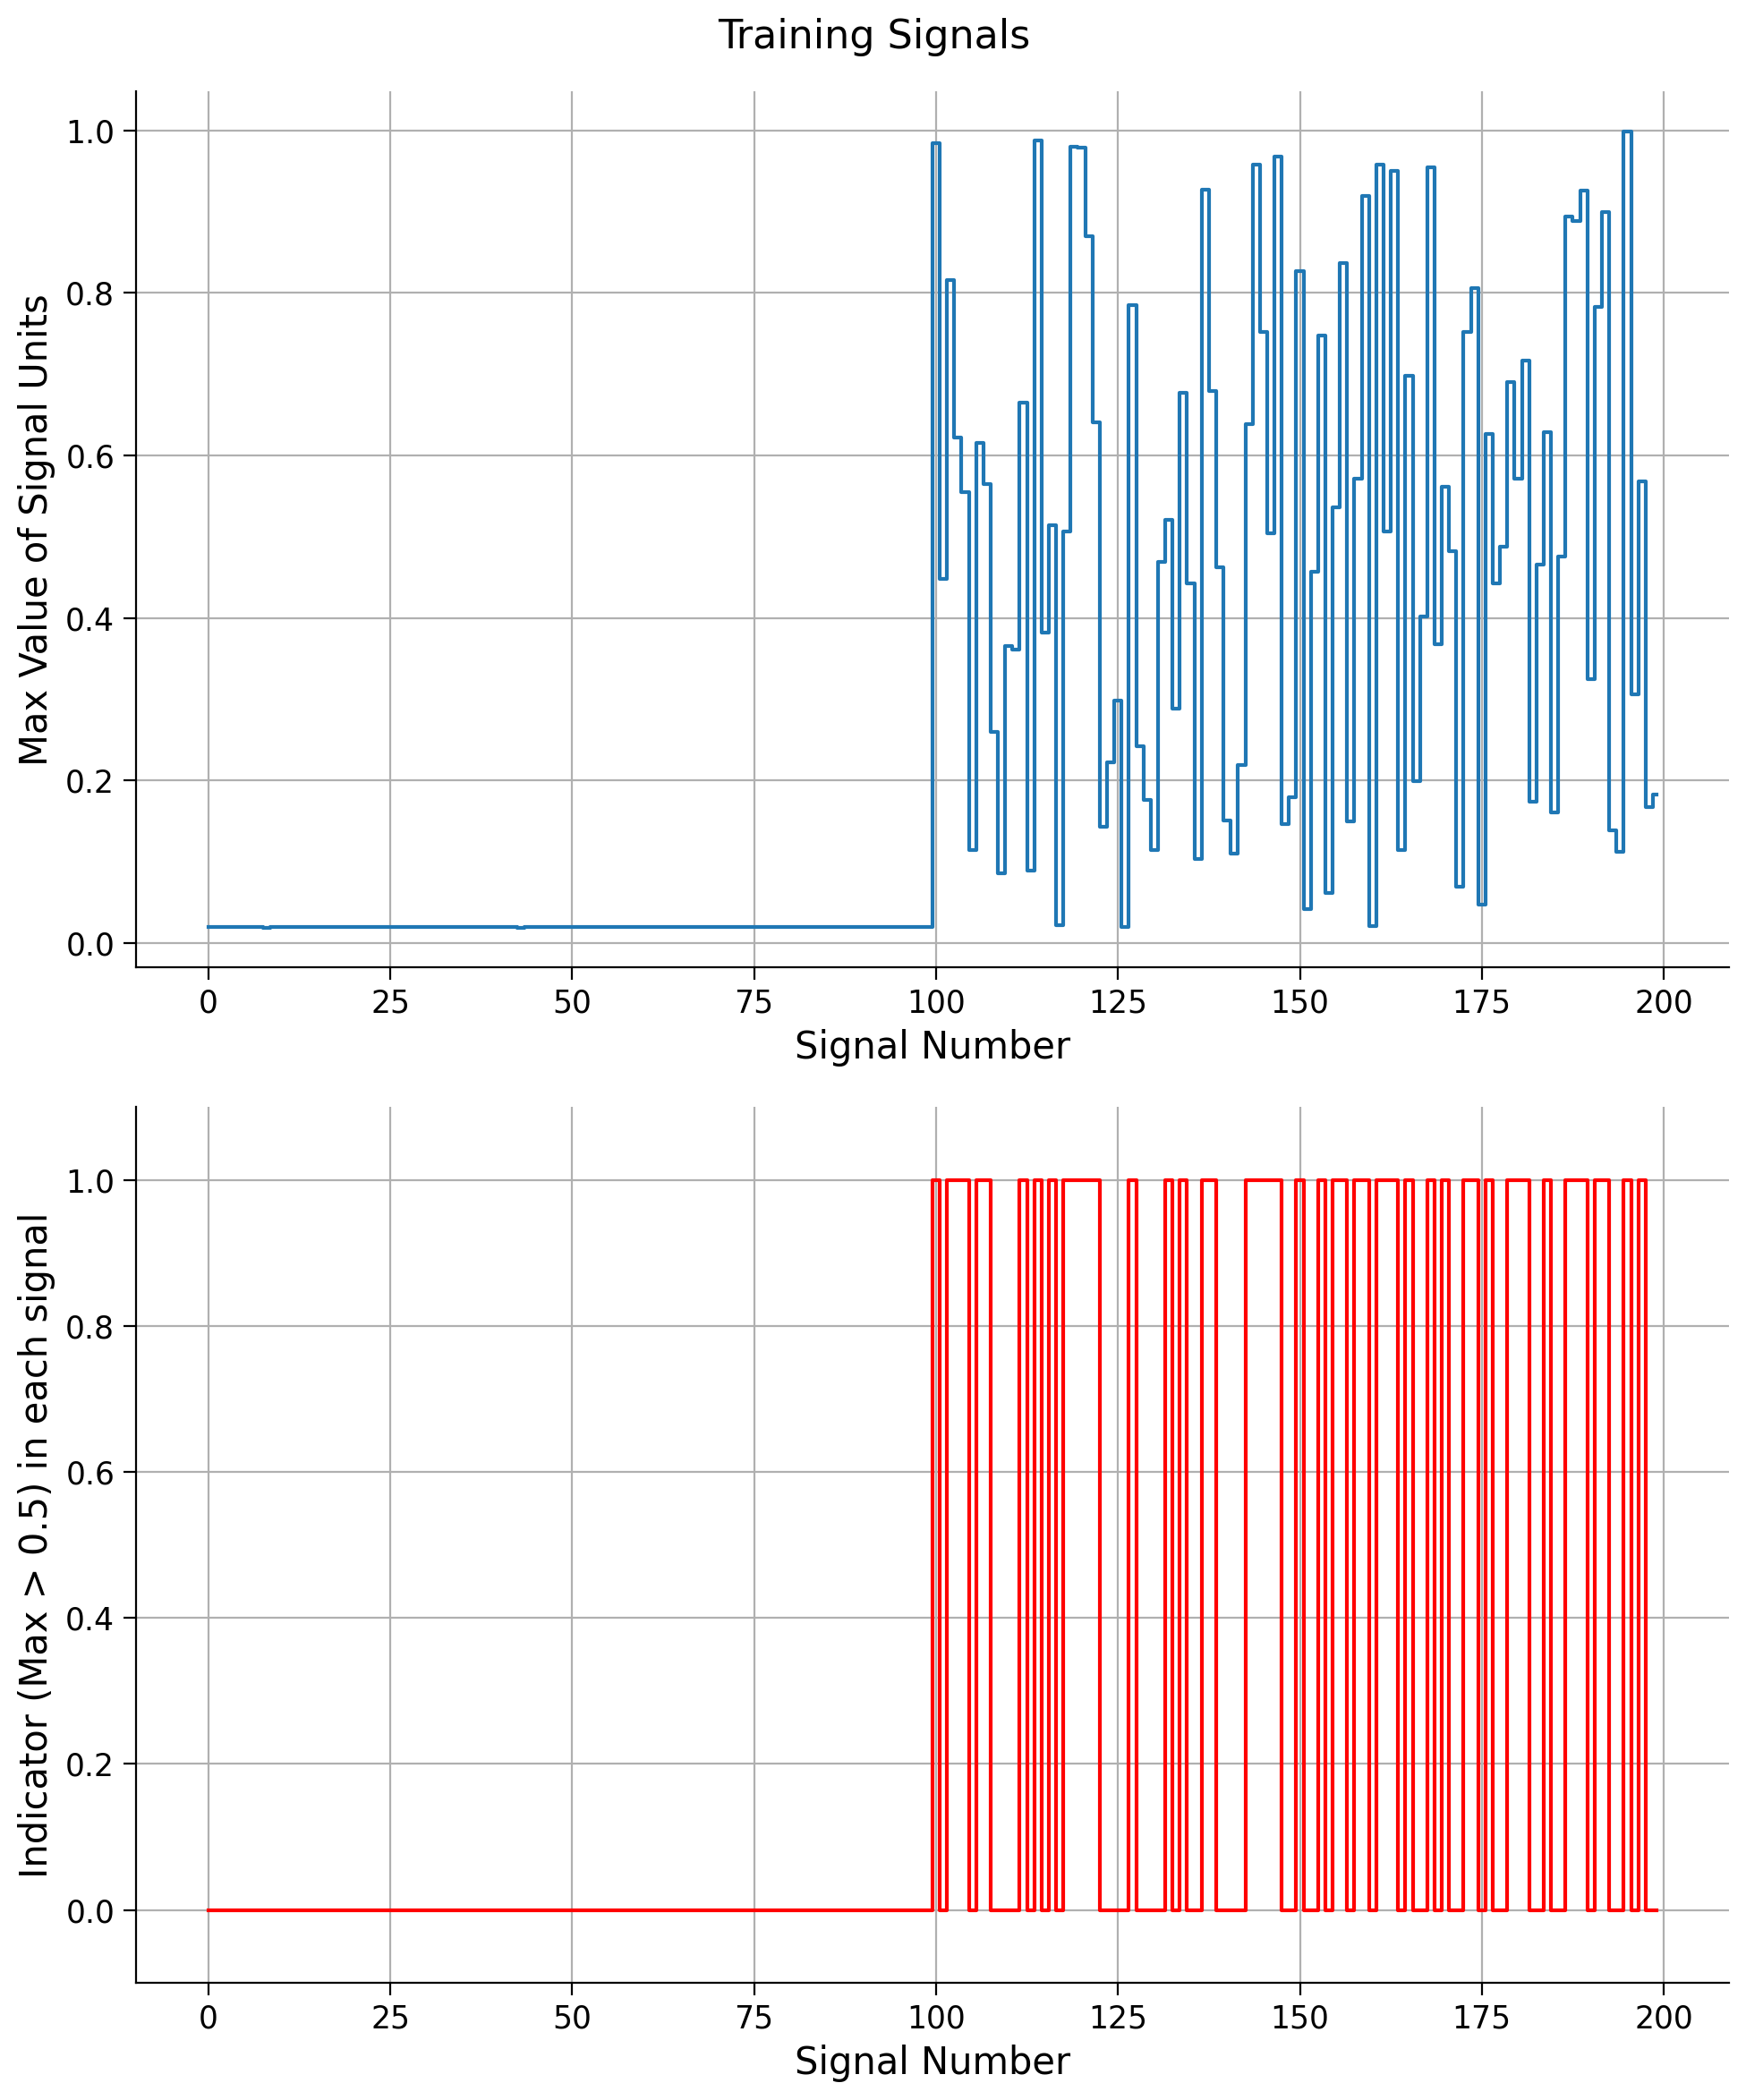 Training Signals
Max Value of Signal Units
1.0
0.8
0.6
0.4
0.2
0.0
0 25 50 75 100 125 150 175 200
Signal Number
Indicator (Max > 0.5) in each signal
1.0
0.8
0.6
0.4
0.2
0.0
0 25 50 75 100 125 150 175 200
Signal Number